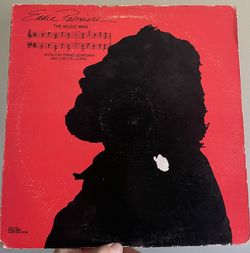 Eddie Palmieri
THE MUSIC MAN
VOCALS BY ISMAEL QUINTANA
AND CHEO FELICIANO